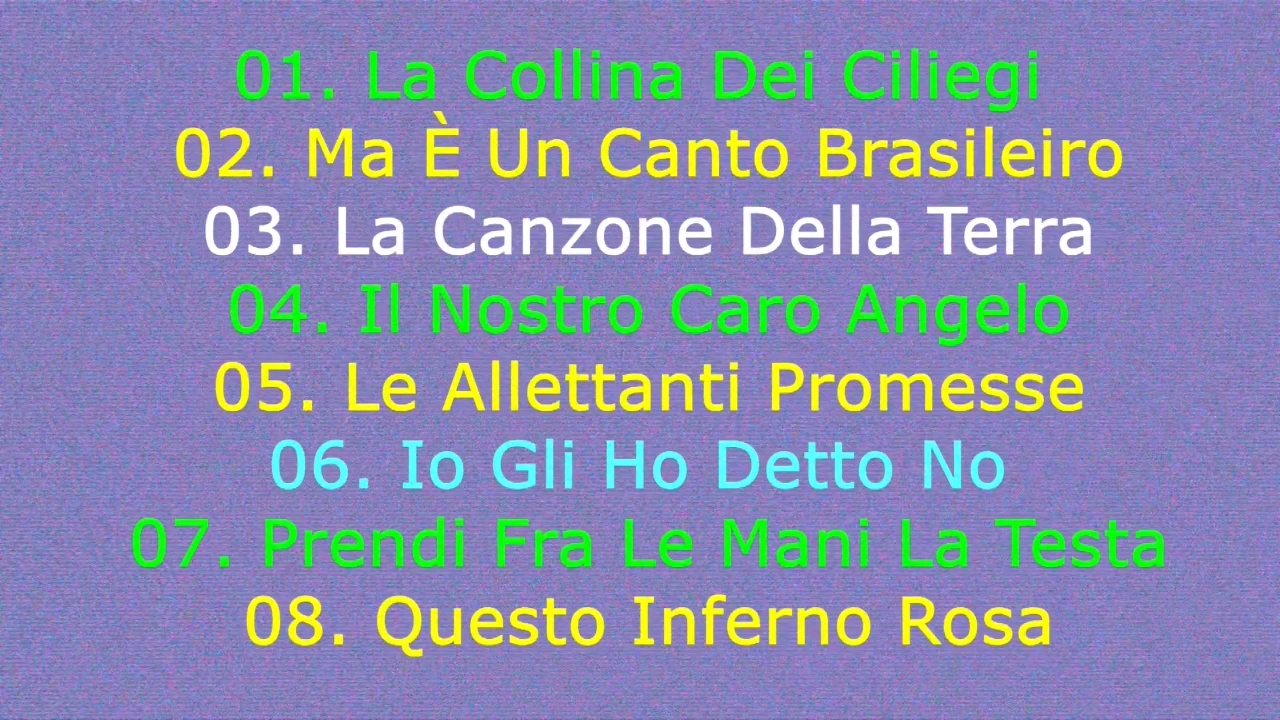 01. La Collina Dei Ciliegi
02. Ma È Un Canto Brasileiro
03. La Canzone Della Terra
04. Il Nostro Caro Angelo
05. Le Allettanti Promesse
06. Io Gli Ho Detto No
07. Prendi Fra Le Mani La Testa
08. Questo Inferno Rosa